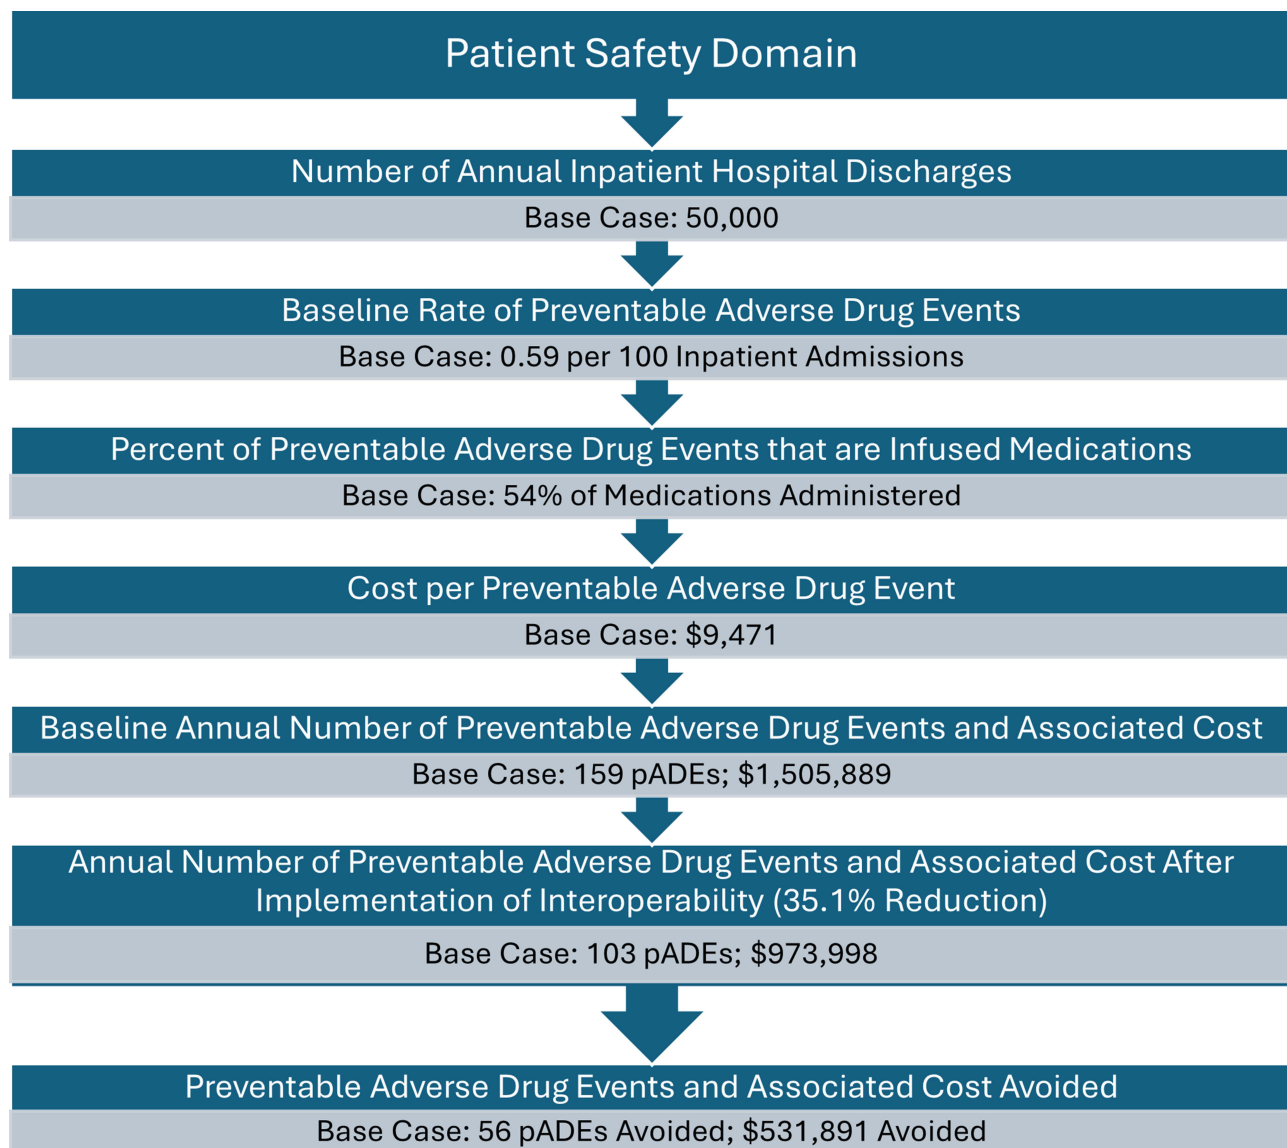 Patient Safety Domain
Number of Annual Inpatient Hospital Discharges
Base Case: 50,000
Baseline Rate of Preventable Adverse Drug Events
Base Case: 0.59 per 100 Inpatient Admissions
Percent of Preventable Adverse Drug Events that are Infused Medications
Base Case: 54% of Medications Administered
Cost per Preventable Adverse Drug Event
Base Case: $9,471
Baseline Annual Number of Preventable Adverse Drug Events and Associated Cost
Base Case: 159 pADEs; $1,505,889
Annual Number of Preventable Adverse Drug Events and Associated Cost After
Implementation of Interoperability (35.1% Reduction)
Base Case: 103 pADEs; $973,998
Preventable Adverse Drug Events and Associated Cost Avoided
Base Case: 56 pADEs Avoided; $531,891 Avoided